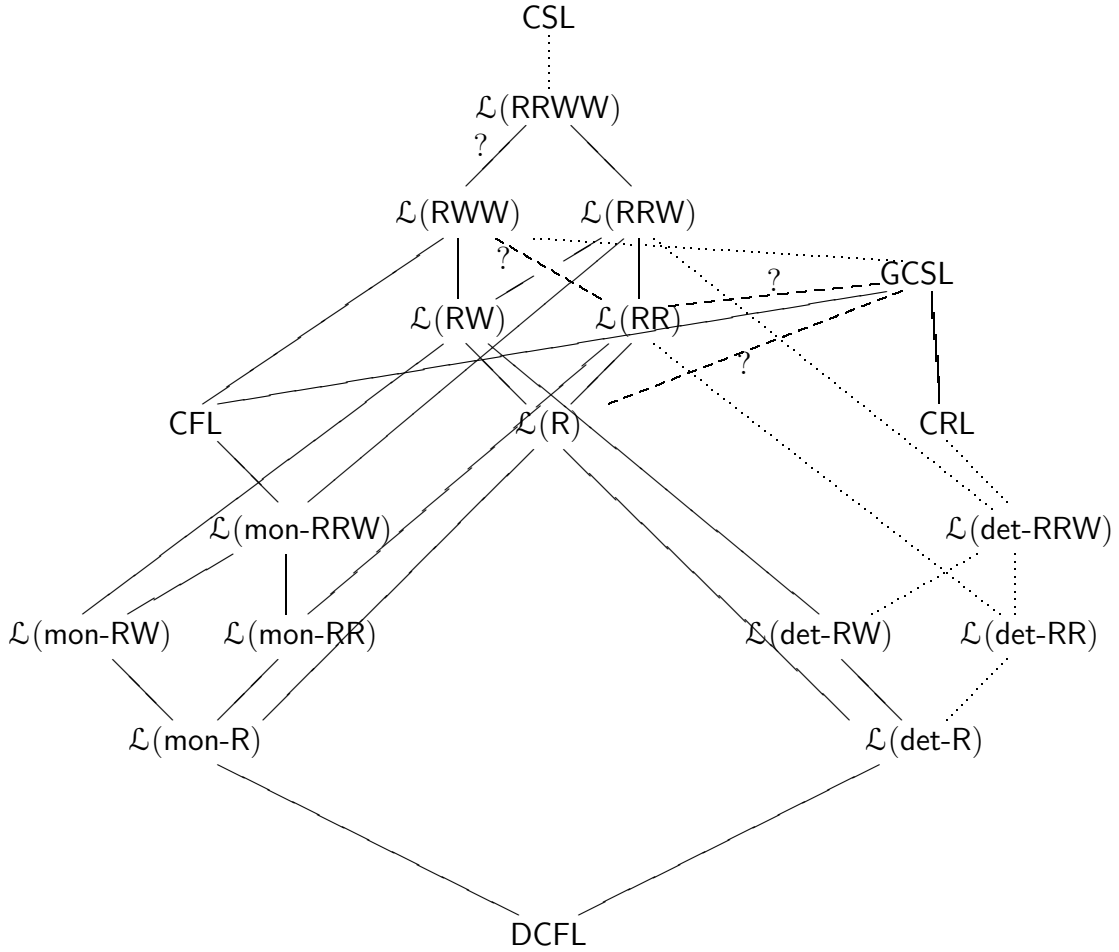 CSL
ℒ(RRWW)
?
ℒ(RWW) ℒ(RRW)
?
GCSL
?
ℒ(RW) ℒ(RR)
?
CFL ℒ(R) CRL
ℒ(mon-RRW) ℒ(det-RRW)
ℒ(mon-RW) ℒ(mon-RR) ℒ(det-RW) ℒ(det-RR)
ℒ(mon-R) ℒ(det-R)
DCFL